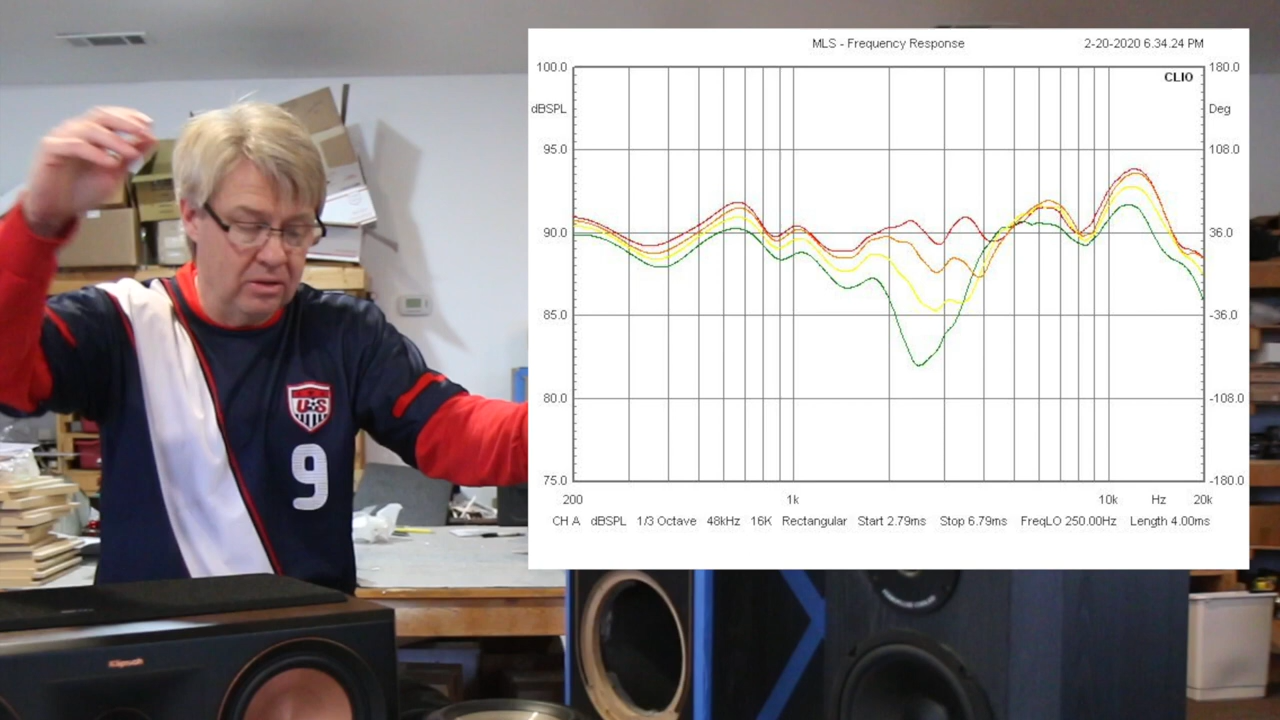 MLS - Frequency Response 2-20-2020 6.34.24 PM
100.0 180.0
CLIO
dBSPL Deg
95.0 108.0
90.0 36.0
85.0 -36.0
80.0 -108.0
75.0 -180.0
200 1k 10k Hz 20k
CH A dBSPL 1/3 Octave 48kHz 16K Rectangular Start 2.79ms Stop 6.79ms FreqLO 250.00Hz Length 4.00ms
US
9
Klipsch